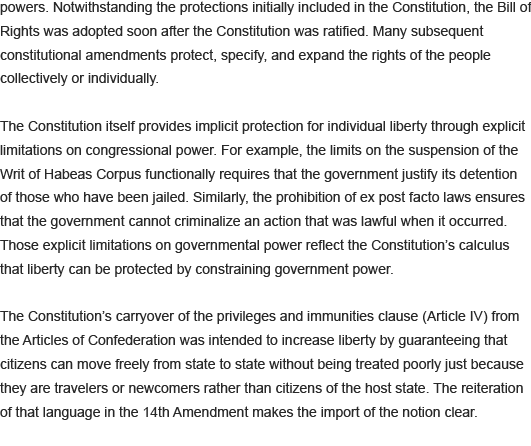 powers. Notwithstanding the protections initially included in the Constitution, the Bill of
Rights was adopted soon after the Constitution was ratified. Many subsequent
constitutional amendments protect, specify, and expand the rights of the people
collectively or individually.
The Constitution itself provides implicit protection for individual liberty through explicit
limitations on congressional power. For example, the limits on the suspension of the
Writ of Habeas Corpus functionally requires that the government justify its detention
of those who have been jailed. Similarly, the prohibition of ex post facto laws ensures
that the government cannot criminalize an action that was lawful when it occurred.
Those explicit limitations on governmental power reflect the Constitution’s calculus
that liberty can be protected by constraining government power.
The Constitution’s carryover of the privileges and immunities clause (Article IV) from
the Articles of Confederation was intended to increase liberty by guaranteeing that
citizens can move freely from state to state without being treated poorly just because
they are travelers or newcomers rather than citizens of the host state. The reiteration
of that language in the 14th Amendment makes the import of the notion clear.